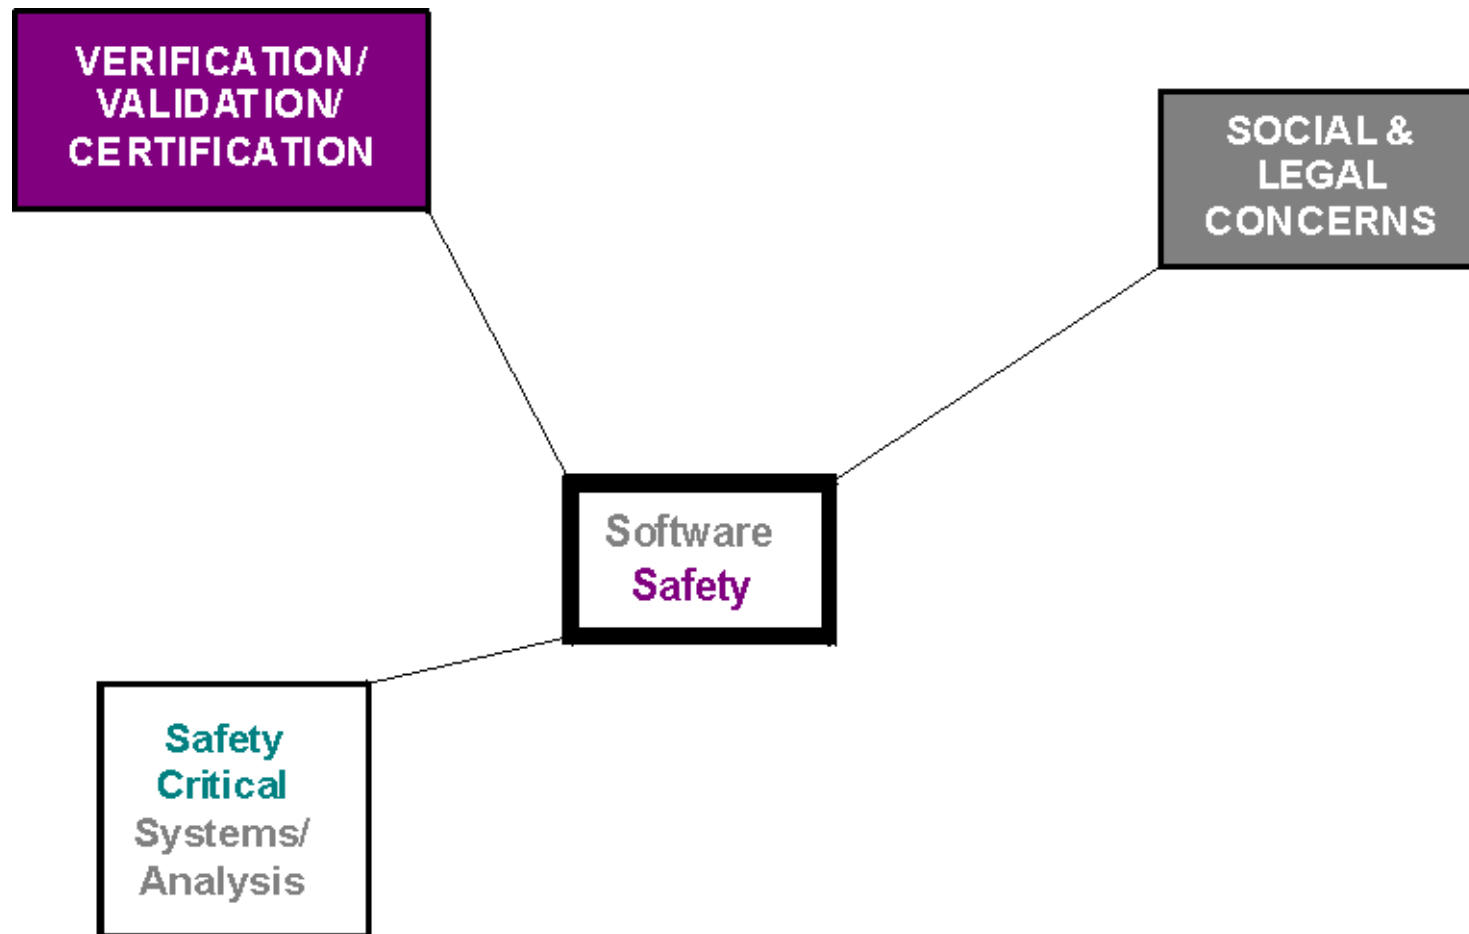 VERIFICATION/
VALIDATION/
CERTIFICATION
SOCIAL &
LEGAL
CONCERNS
Software
Safety
Safety
Critical
Systems/
Analysis